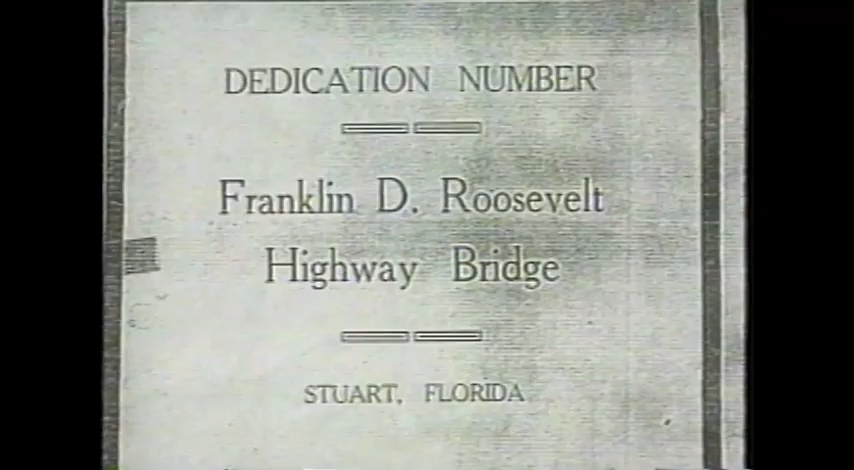 DEDICATION NUMBER
Franklin D. Roosevelt
Highway Bridge
STUART, FLORIDA